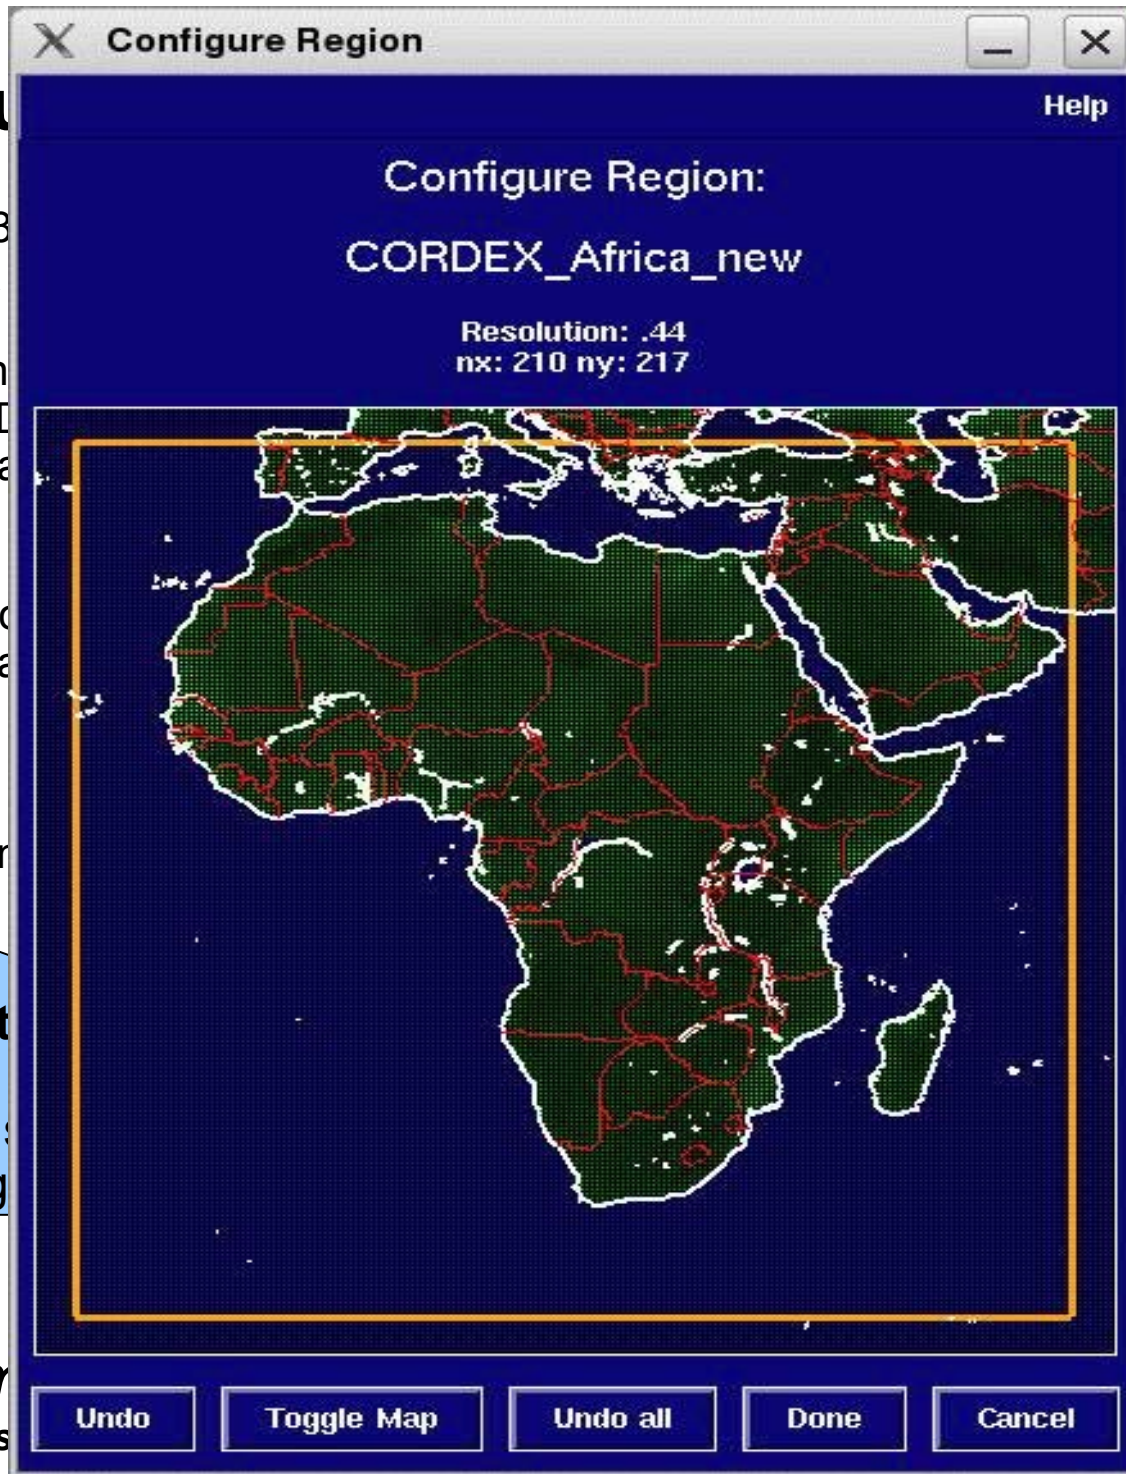 Configure Region
Help
Configure Region:
CORDEX_Africa_new
Resolution: .44
nx: 210 ny: 217
Undo
Toggle Map
Undo all
Done
Cancel